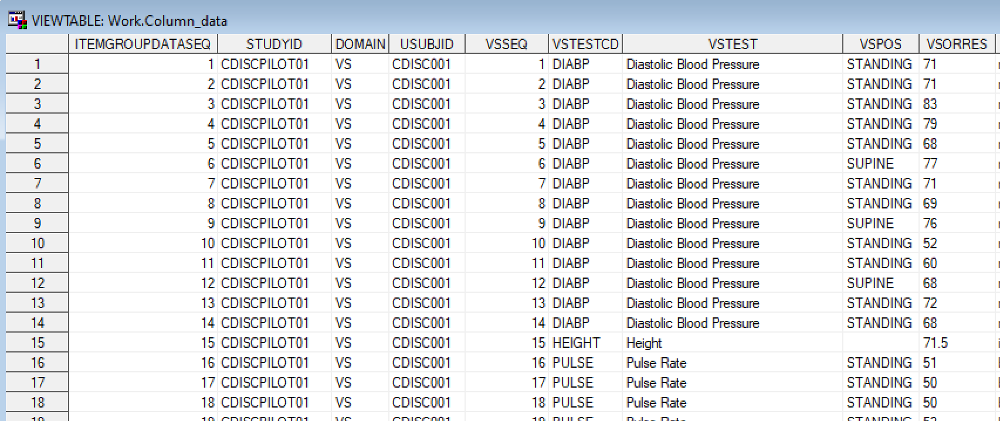 VIEWTABLE: Work.Column_data
ITEMGROUPDATASEQ STUDYID DOMAIN USUBJID VSSEQ VSTESTCD VSTEST VSPOS VSORRES
1 1 CDISCPILOT01 VS CDISC001 1 DIABP Diastolic Blood Pressure STANDING 71
2 2 CDISCPILOT01 VS CDISC001 2 DIABP Diastolic Blood Pressure STANDING 71
3 3 CDISCPILOT01 VS CDISC001 3 DIABP Diastolic Blood Pressure STANDING 83
4 4 CDISCPILOT01 VS CDISC001 4 DIABP Diastolic Blood Pressure STANDING 79
5 5 CDISCPILOT01 VS CDISC001 5 DIABP Diastolic Blood Pressure STANDING 68
6 6 CDISCPILOT01 VS CDISC001 6 DIABP Diastolic Blood Pressure SUPINE 77
7 7 CDISCPILOT01 VS CDISC001 7 DIABP Diastolic Blood Pressure STANDING 71
8 8 CDISCPILOT01 VS CDISC001 8 DIABP Diastolic Blood Pressure STANDING 69
9 9 CDISCPILOT01 VS CDISC001 9 DIABP Diastolic Blood Pressure SUPINE 76
10 10 CDISCPILOT01 VS CDISC001 10 DIABP Diastolic Blood Pressure STANDING 52
11 11 CDISCPILOT01 VS CDISC001 11 DIABP Diastolic Blood Pressure STANDING 60
12 12 CDISCPILOT01 VS CDISC001 12 DIABP Diastolic Blood Pressure SUPINE 68
13 13 CDISCPILOT01 VS CDISC001 13 DIABP Diastolic Blood Pressure STANDING 72
14 14 CDISCPILOT01 VS CDISC001 14 DIABP Diastolic Blood Pressure STANDING 68
15 15 CDISCPILOT01 VS CDISC001 15 HEIGHT Height 71.5
16 16 CDISCPILOT01 VS CDISC001 16 PULSE Pulse Rate STANDING 51
17 17 CDISCPILOT01 VS CDISC001 17 PULSE Pulse Rate STANDING 50
18 18 CDISCPILOT01 VS CDISC001 18 PULSE Pulse Rate STANDING 50